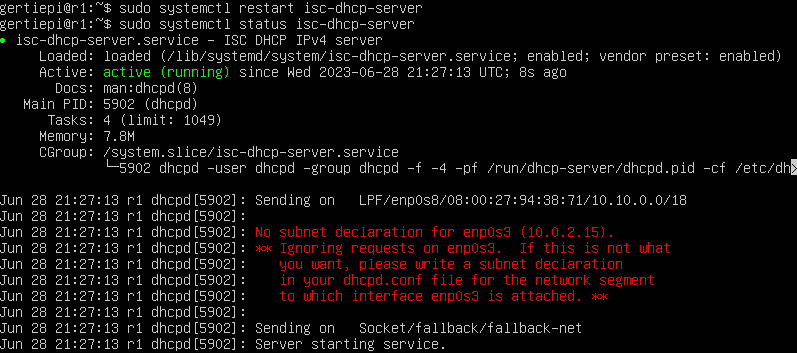 gertiepi@r1:~$ sudo systemctl restart isc-dhcp-server
gertiepi@r1:~$ sudo systemctl status isc-dhcp-server
● isc-dhcp-server.service - ISC DHCP IPv4 server
     Loaded: loaded (/lib/systemd/system/isc-dhcp-server.service; enabled; vendor preset: enabled)
     Active: active (running) since Wed 2023-06-28 21:27:13 UTC; 8s ago
       Docs: man:dhcpd(8)
   Main PID: 5902 (dhcpd)
      Tasks: 4 (limit: 1049)
     Memory: 7.8M
     CGroup: /system.slice/isc-dhcp-server.service
             └─5902 dhcpd -user dhcpd -group dhcpd -f -4 -pf /run/dhcp-server/dhcpd.pid -cf /etc/dh>
Jun 28 21:27:13 r1 dhcpd[5902]: Sending on   LPF/enp0s8/08:00:27:94:38:71/10.10.0.0/18
Jun 28 21:27:13 r1 dhcpd[5902]:
Jun 28 21:27:13 r1 dhcpd[5902]: No subnet declaration for enp0s3 (10.0.2.15).
Jun 28 21:27:13 r1 dhcpd[5902]: ** Ignoring requests on enp0s3.  If this is not what
Jun 28 21:27:13 r1 dhcpd[5902]:    you want, please write a subnet declaration
Jun 28 21:27:13 r1 dhcpd[5902]:    in your dhcpd.conf file for the network segment
Jun 28 21:27:13 r1 dhcpd[5902]:    to which interface enp0s3 is attached. **
Jun 28 21:27:13 r1 dhcpd[5902]:
Jun 28 21:27:13 r1 dhcpd[5902]: Sending on   Socket/fallback/fallback-net
Jun 28 21:27:13 r1 dhcpd[5902]: Server starting service.